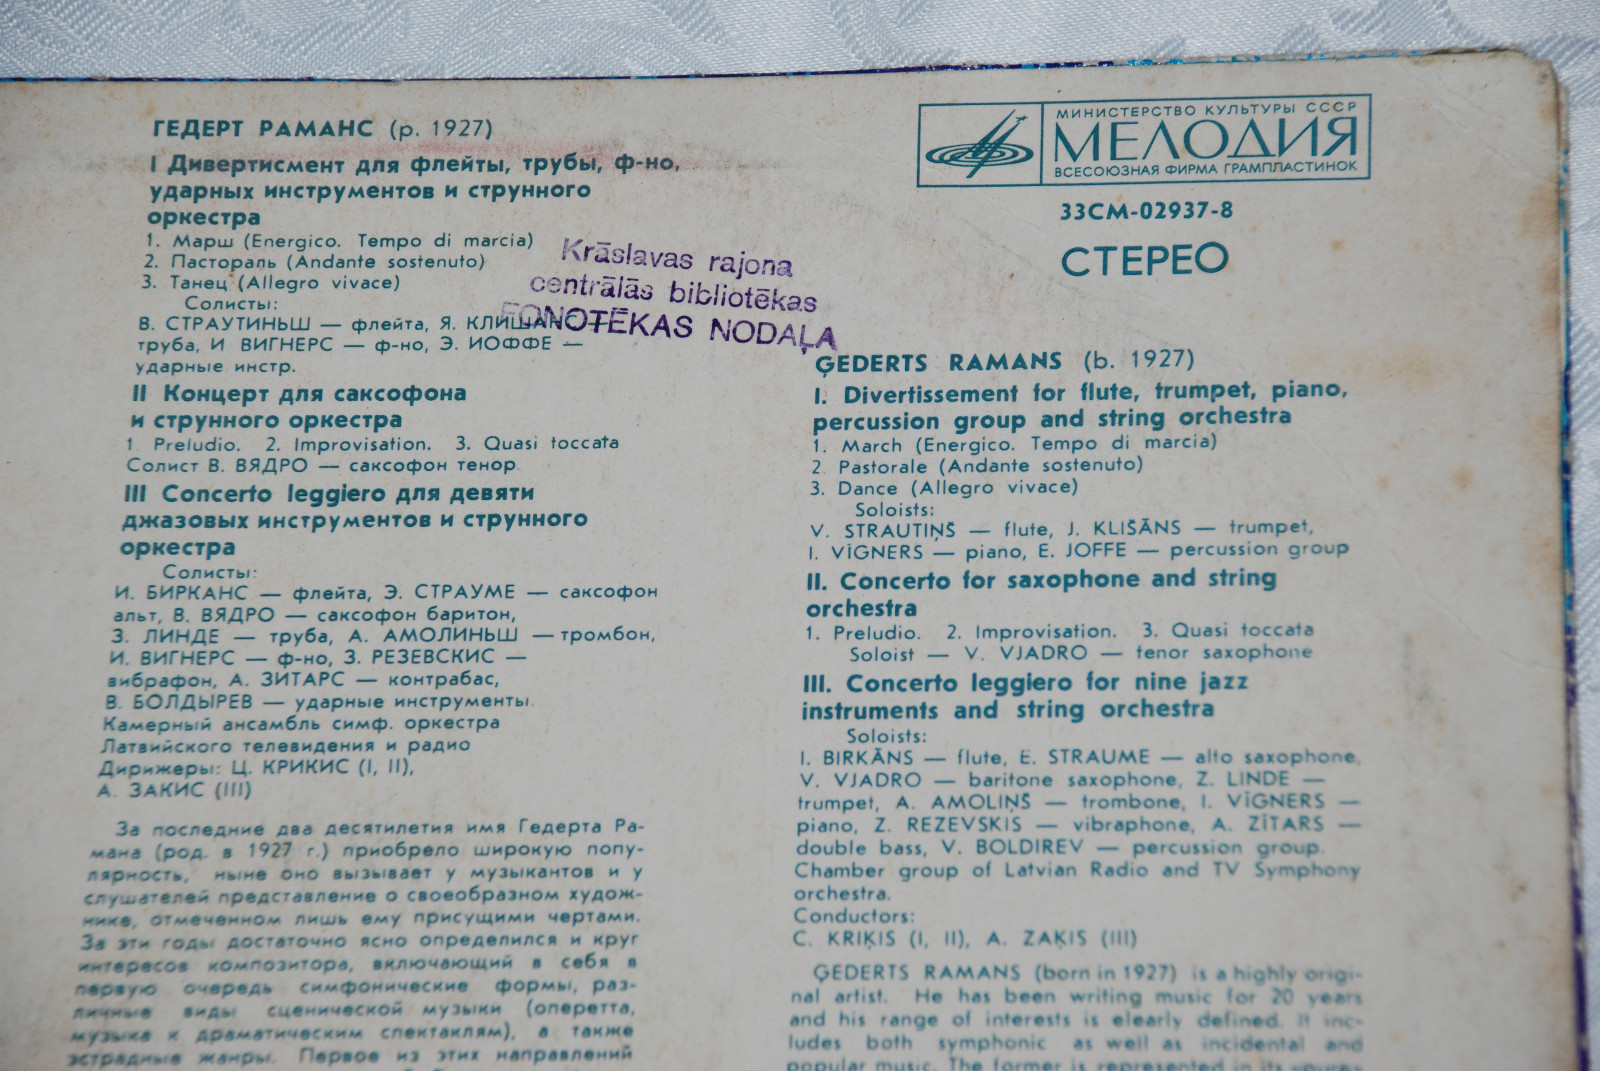 ГЕДЕРТ РАМАНС (р. 1927)
I Дивертисмент для флейты, трубы, ф-но,
ударных инструментов и струнного
оркестра
1. Марш (Energico. Tempo di marcia)
2. Пастораль (Andante sostenuto)
3. Танец (Allegro vivace)
Солисты:
В. СТРАУТИНЬШ — флейта, Я. КЛИШАНС —
труба, И ВИГНЕРС — ф-но, Э. ИОФФЕ —
ударные инстр.
II Концерт для саксофона
и струнного оркестра
1 Preludio. 2. Improvisation. 3. Quasi toccata
Солист В. ВЯДРО — саксофон тенор
III Concerto leggiero для девяти
джазовых инструментов и струнного
оркестра
Солисты:
И. БИРКАНС — флейта, Э. СТРАУМЕ — саксофон
альт, В. ВЯДРО — саксофон баритон,
З. ЛИНДЕ — труба, А. АМОЛИНЬШ — тромбон,
И. ВИГНЕРС — ф-но, З. РЕЗЕВСКИС —
вибрафон, А. ЗИТАРС — контрабас,
В. БОЛДЫРЕВ — ударные инструменты.
Камерный ансамбль симф. оркестра
Латвийского телевидения и радио
Дирижеры: Ц. КРИКИС (I, II),
А. ЗАКИС (III)
За последние два десятилетия имя Гедерта Ра-
мана (род. в 1927 г.) приобрело широкую попу-
лярность, ныне оно вызывает у музыкантов и у
слушателей представление о своеобразном худож-
нике, отмеченном лишь ему присущими чертами.
За эти годы достаточно ясно определился и круг
интересов композитора, включающий в себя в
первую очередь симфонические формы, раз-
личные виды сценической музыки (оперетта,
музыка к драматическим спектаклям), а также
эстрадные жанры. Первое из этих направлений
Krāslavas rajona
centrālās bibliotēkas
FONOTĒKAS NODAĻA
МИНИСТЕРСТВО КУЛЬТУРЫ СССР
МЕЛОДИЯ
ВСЕСОЮЗНАЯ ФИРМА ГРАМПЛАСТИНОК
33СМ-02937-8
СТЕРЕО
ĢEDERTS RAMANS (b. 1927)
I. Divertissement for flute, trumpet, piano,
percussion group and string orchestra
1. March (Energico. Tempo di marcia)
2. Pastorale (Andante sostenuto)
3. Dance (Allegro vivace)
Soloists:
V. STRAUTIŅŠ — flute, J. KLIŠĀNS — trumpet,
I. VĪGNERS — piano, E. JOFFE — percussion group
II. Concerto for saxophone and string
orchestra
1. Preludio. 2. Improvisation. 3. Quasi toccata
Soloist — V. VJADRO — tenor saxophone
III. Concerto leggiero for nine jazz
instruments and string orchestra
Soloists:
I. BIRKĀNS — flute, E. STRAUME — alto saxophone,
V. VJADRO — baritone saxophone, Z. LINDE —
trumpet, A. AMOLIŅŠ — trombone, I. VĪGNERS —
piano, Z. REZEVSKIS — vibraphone, A. ZĪTARS —
double bass, V. BOLDIREV — percussion group.
Chamber group of Latvian Radio and TV Symphony
orchestra.
Conductors:
C. KRIĶIS (I, II), A. ZAĶIS (III)
ĢEDERTS RAMANS (born in 1927) is a highly origi-
nal artist. He has been writing music for 20 years
and his range of interests is elearly defined. It inc-
ludes both symphonic as well as incidental and
popular music. The former is represented in its